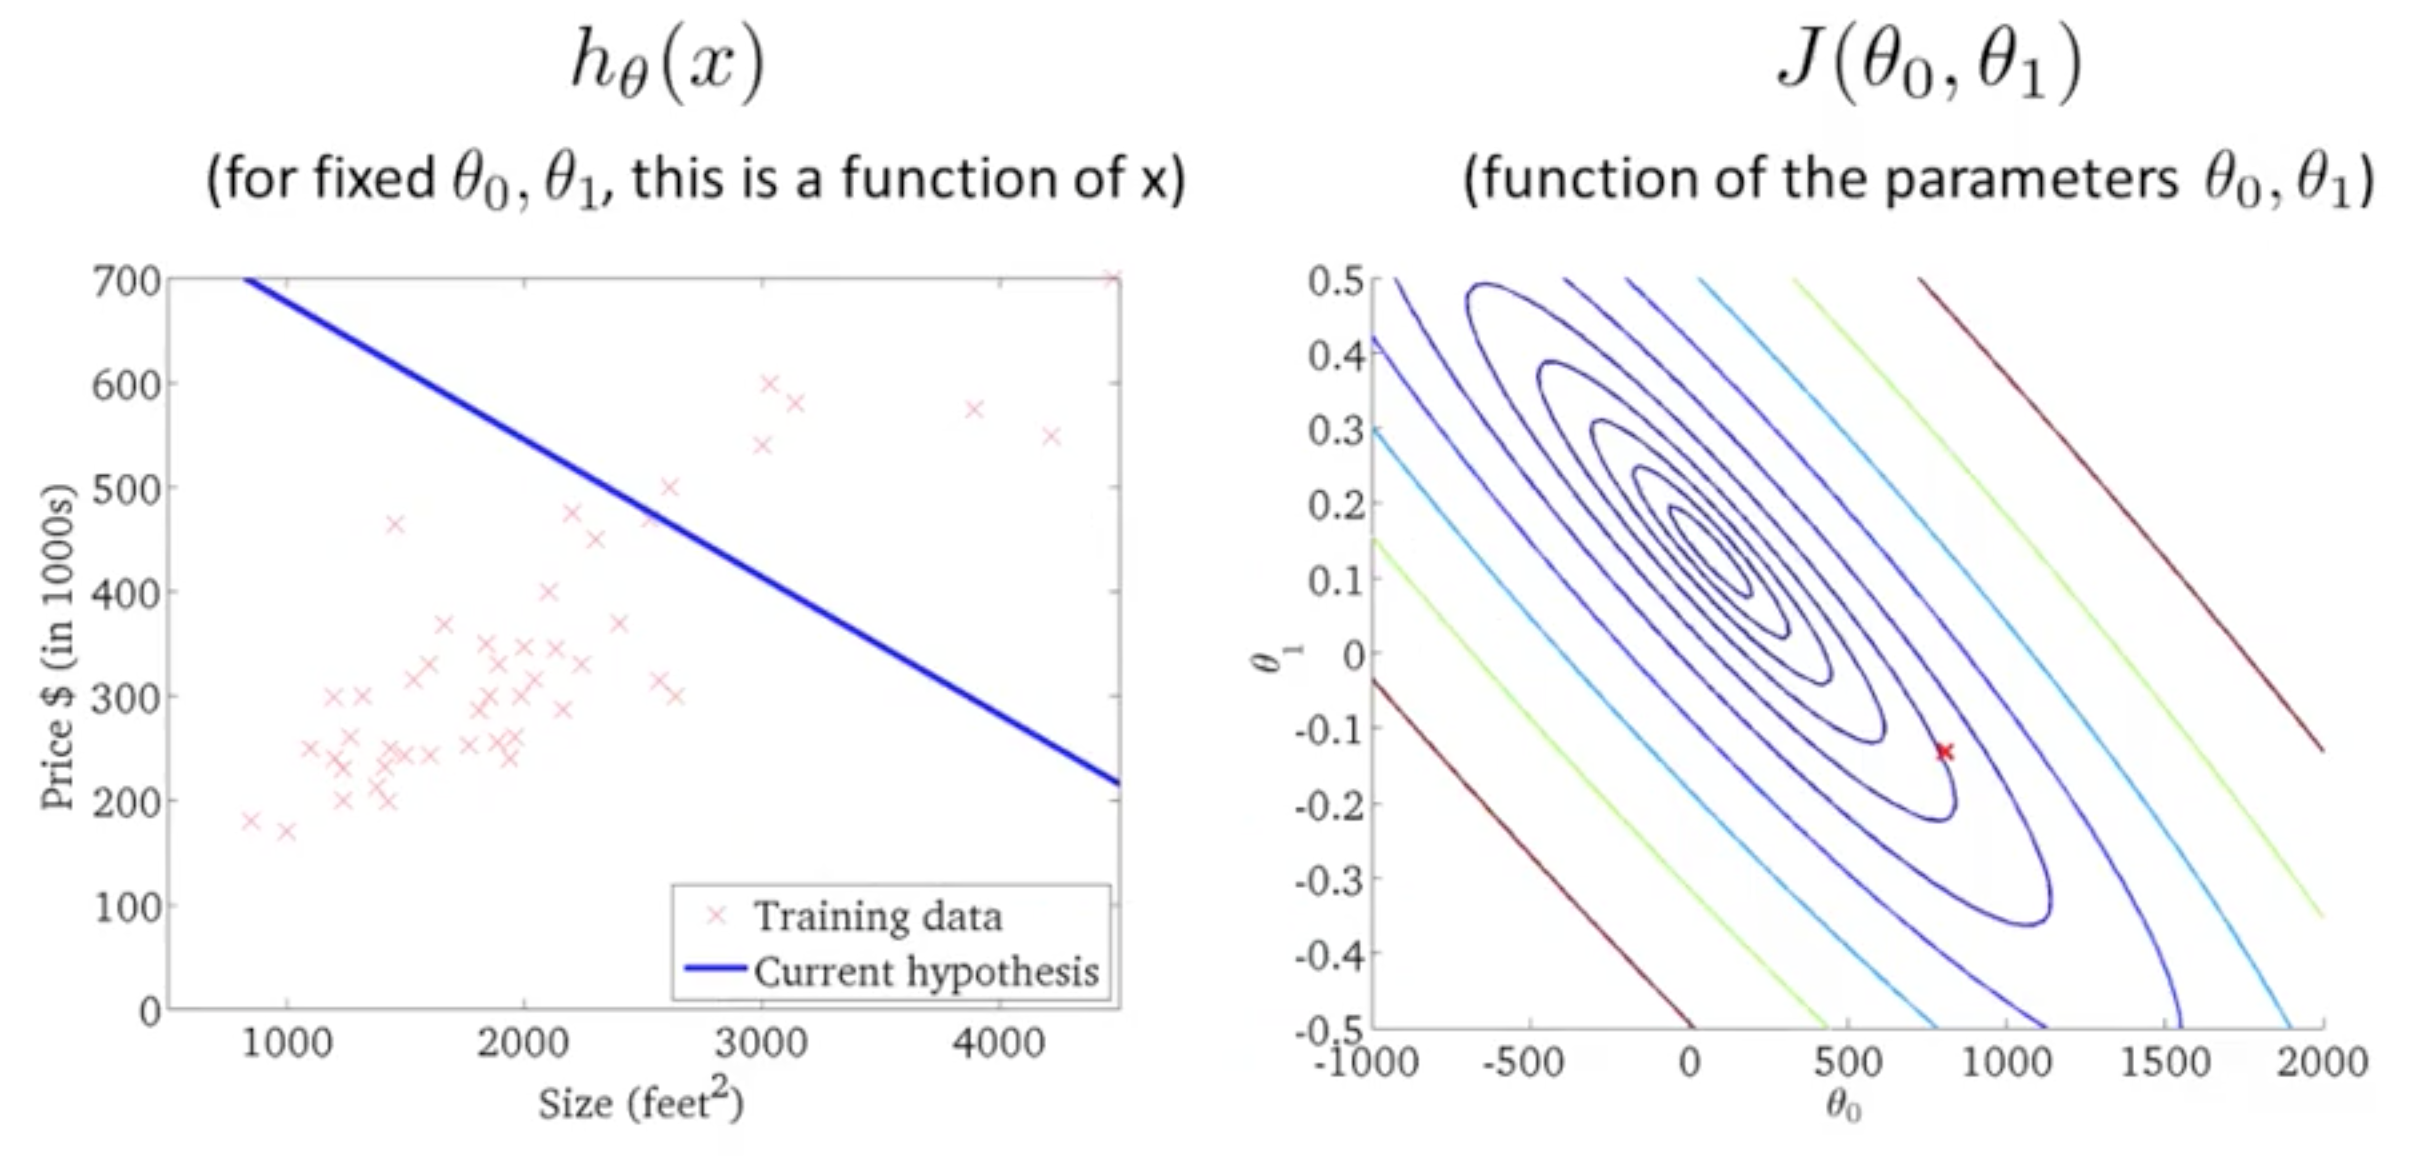 hθ(x)
(for fixed θ0, θ1, this is a function of x)
700
600
500
400
300
200
100
0
Price $ (in 1000s)
1000 2000 3000 4000
Size (feet²)
Training data
Current hypothesis
J(θ0, θ1)
(function of the parameters θ0, θ1)
0.5
0.4
0.3
0.2
0.1
0
-0.1
-0.2
-0.3
-0.4
-0.5
θ1
-1000 -500 0 500 1000 1500 2000
θ0